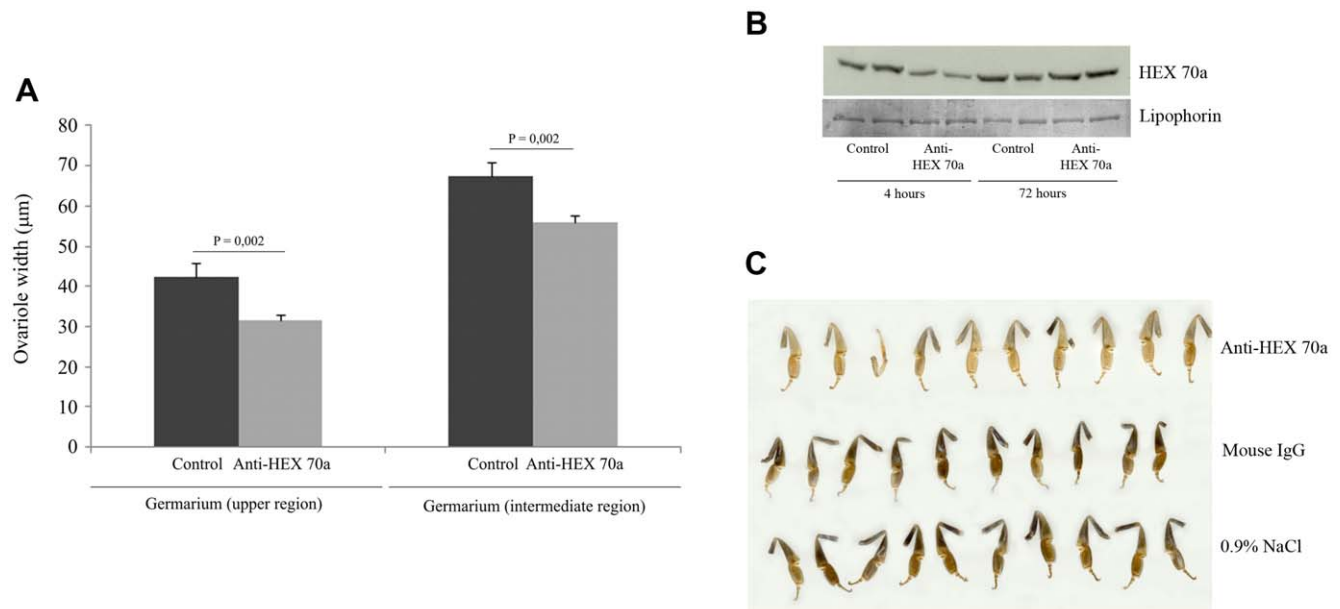 A
80
70
60
50
40
30
20
10
0
Ovariole width (µm)
P = 0,002
P = 0,002
Control Anti-HEX 70a
Control Anti-HEX 70a
Germarium (upper region)
Germarium (intermediate region)
B
HEX 70a
Lipophorin
Control
Anti-
HEX 70a
Control
Anti-
HEX 70a
4 hours
72 hours
C
Anti-HEX 70a
Mouse IgG
0.9% NaCl